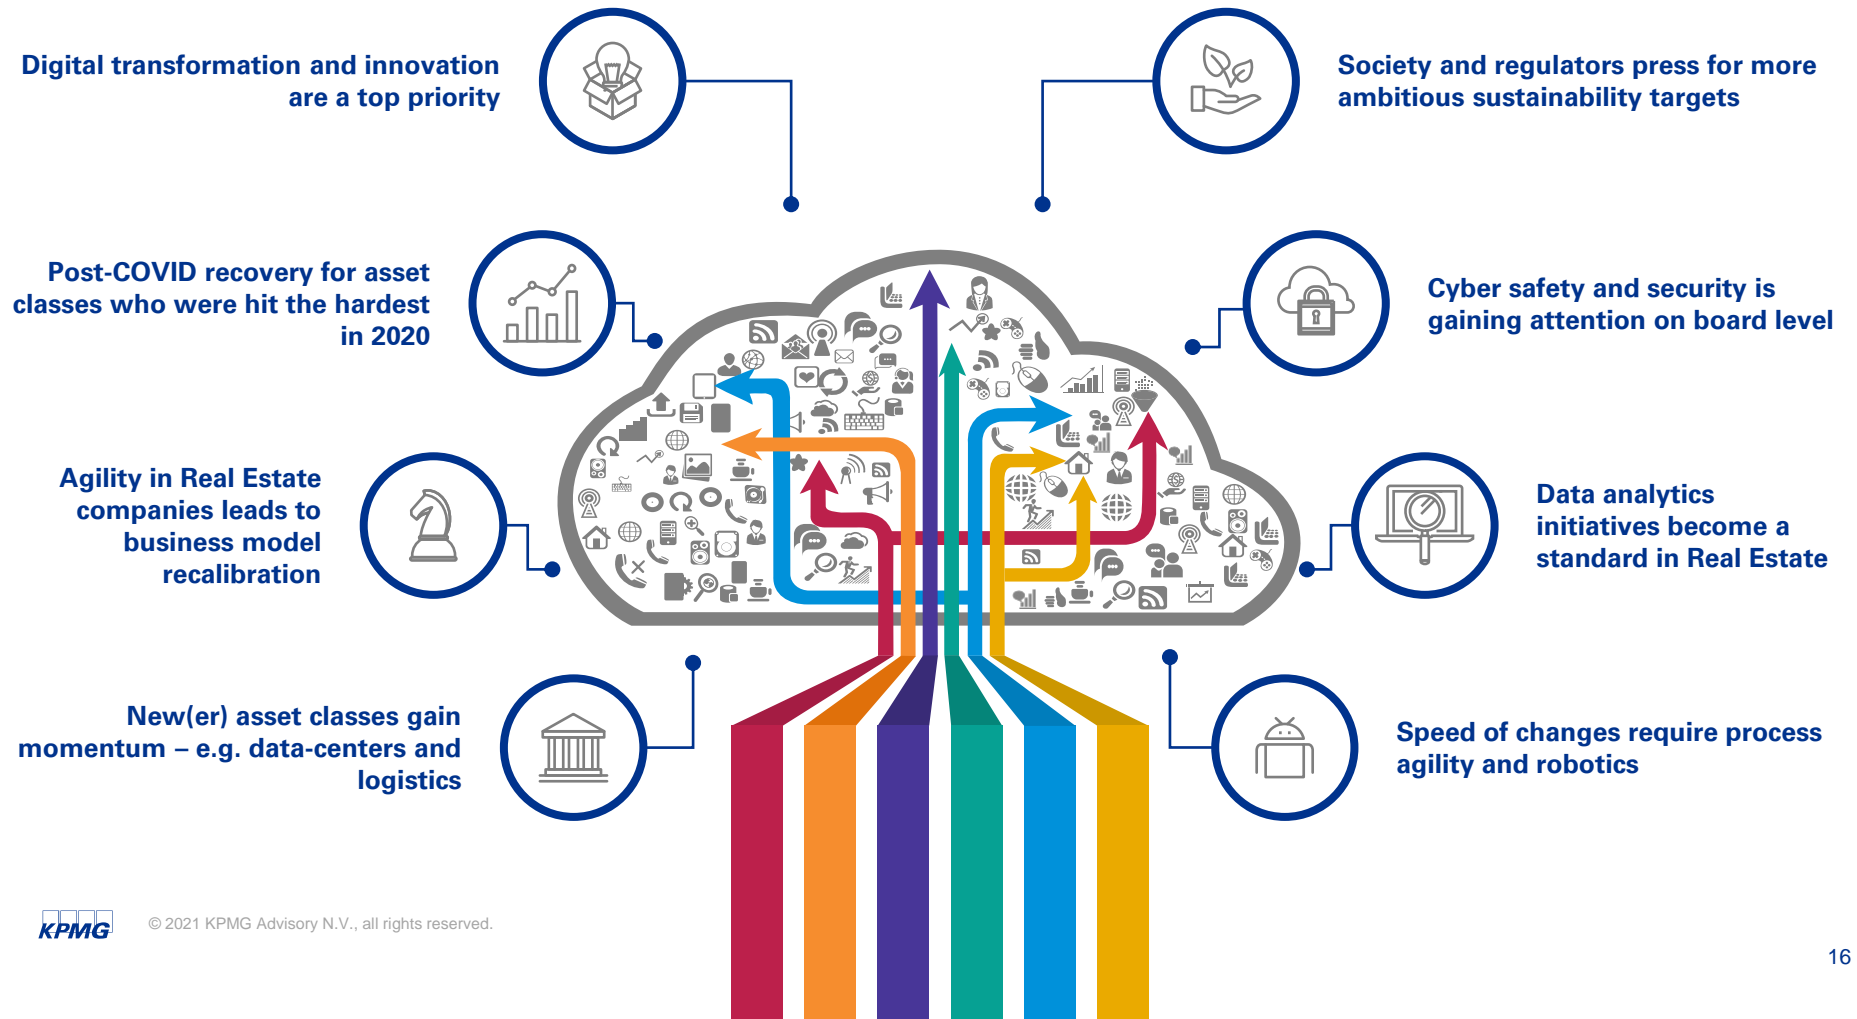 Digital transformation and innovation
are a top priority
Society and regulators press for more
ambitious sustainability targets
Post-COVID recovery for asset
classes who were hit the hardest
in 2020
Cyber safety and security is
gaining attention on board level
Agility in Real Estate
companies leads to
business model
recalibration
Data analytics
initiatives become a
standard in Real Estate
New(er) asset classes gain
momentum – e.g. data-centers and
logistics
Speed of changes require process
agility and robotics
KPMG
© 2021 KPMG Advisory N.V., all rights reserved.
16